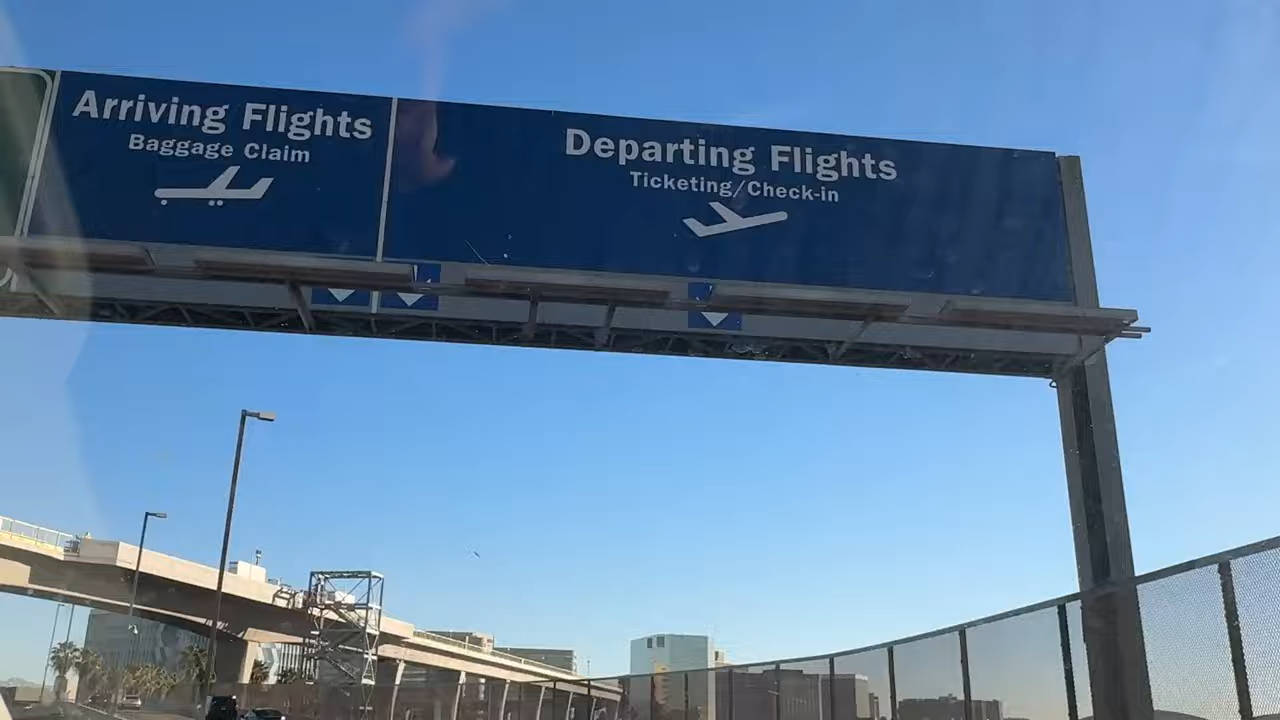 Arriving Flights
Baggage Claim
Departing Flights
Ticketing/Check-in